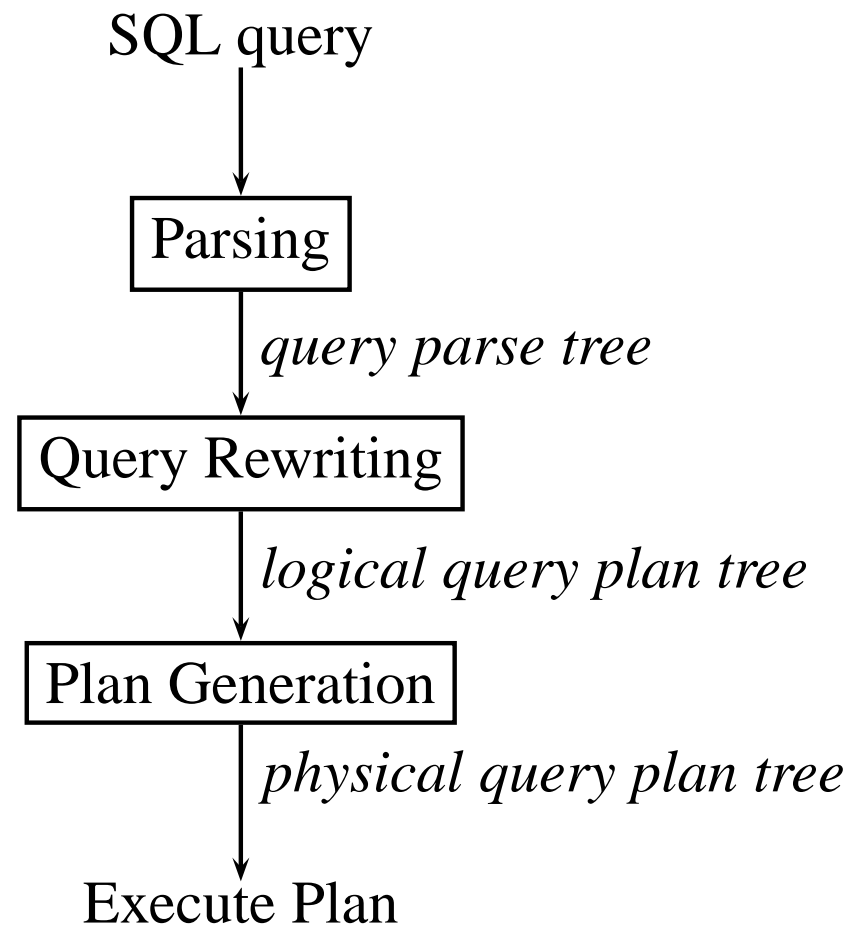 SQL query
Parsing
query parse tree
Query Rewriting
logical query plan tree
Plan Generation
physical query plan tree
Execute Plan